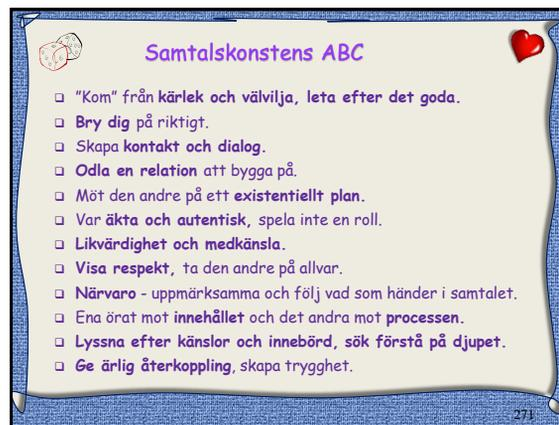 Samtalskonstens ABC
"Kom" från kärlek och välvilja, leta efter det goda.
Bry dig på riktigt.
Skapa kontakt och dialog.
Odla en relation att bygga på.
Möt den andre på ett existentiellt plan.
Var äkta och autentisk, spela inte en roll.
Likvärdighet och medkänsla.
Visa respekt, ta den andre på allvar.
Närvaro - uppmärksamma och följ vad som händer i samtalet.
Ena örat mot innehållet och det andra mot processen.
Lyssna efter känslor och innebörd, sök förstå på djupet.
Ge ärlig återkoppling, skapa trygghet.
271